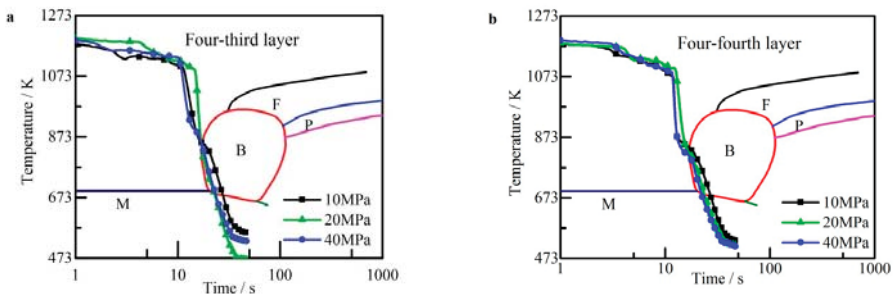 a
Four-third layer
Temperature / K
1273
1073
873
673
473
F
P
B
M
10MPa
20MPa
40MPa
1
10
100
1000
Time / s
b
Four-fourth layer
Temperature / K
1273
1073
873
673
473
F
P
B
M
10MPa
20MPa
40MPa
1
10
100
1000
Time / s